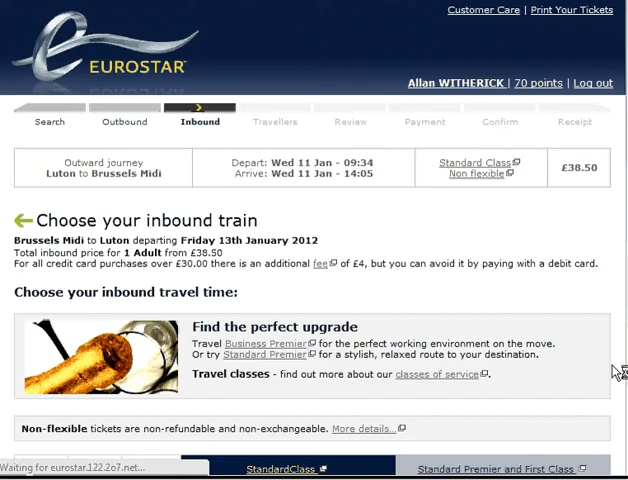 Customer Care | Print Your Tickets
EUROSTAR
Allan WITHERICK | 70 points | Log out
Search
Outbound
Inbound
Travellers
Review
Payment
Confirm
Receipt
Outward journey
Luton to Brussels Midi
Depart: Wed 11 Jan - 09:34
Arrive: Wed 11 Jan - 14:05
Standard Class
Non flexible
£38.50
Choose your inbound train
Brussels Midi to Luton departing Friday 13th January 2012
Total inbound price for 1 Adult from £38.50
For all credit card purchases over £30.00 there is an additional fee of £4, but you can avoid it by paying with a debit card.
Choose your inbound travel time:
Find the perfect upgrade
Travel Business Premier for the perfect working environment on the move.
Or try Standard Premier for a stylish, relaxed route to your destination.
Travel classes - find out more about our classes of service.
Non-flexible tickets are non-refundable and non-exchangeable. More details...
Waiting for eurostar.122.2o7.net...
StandardClass
Standard Premier and First Class